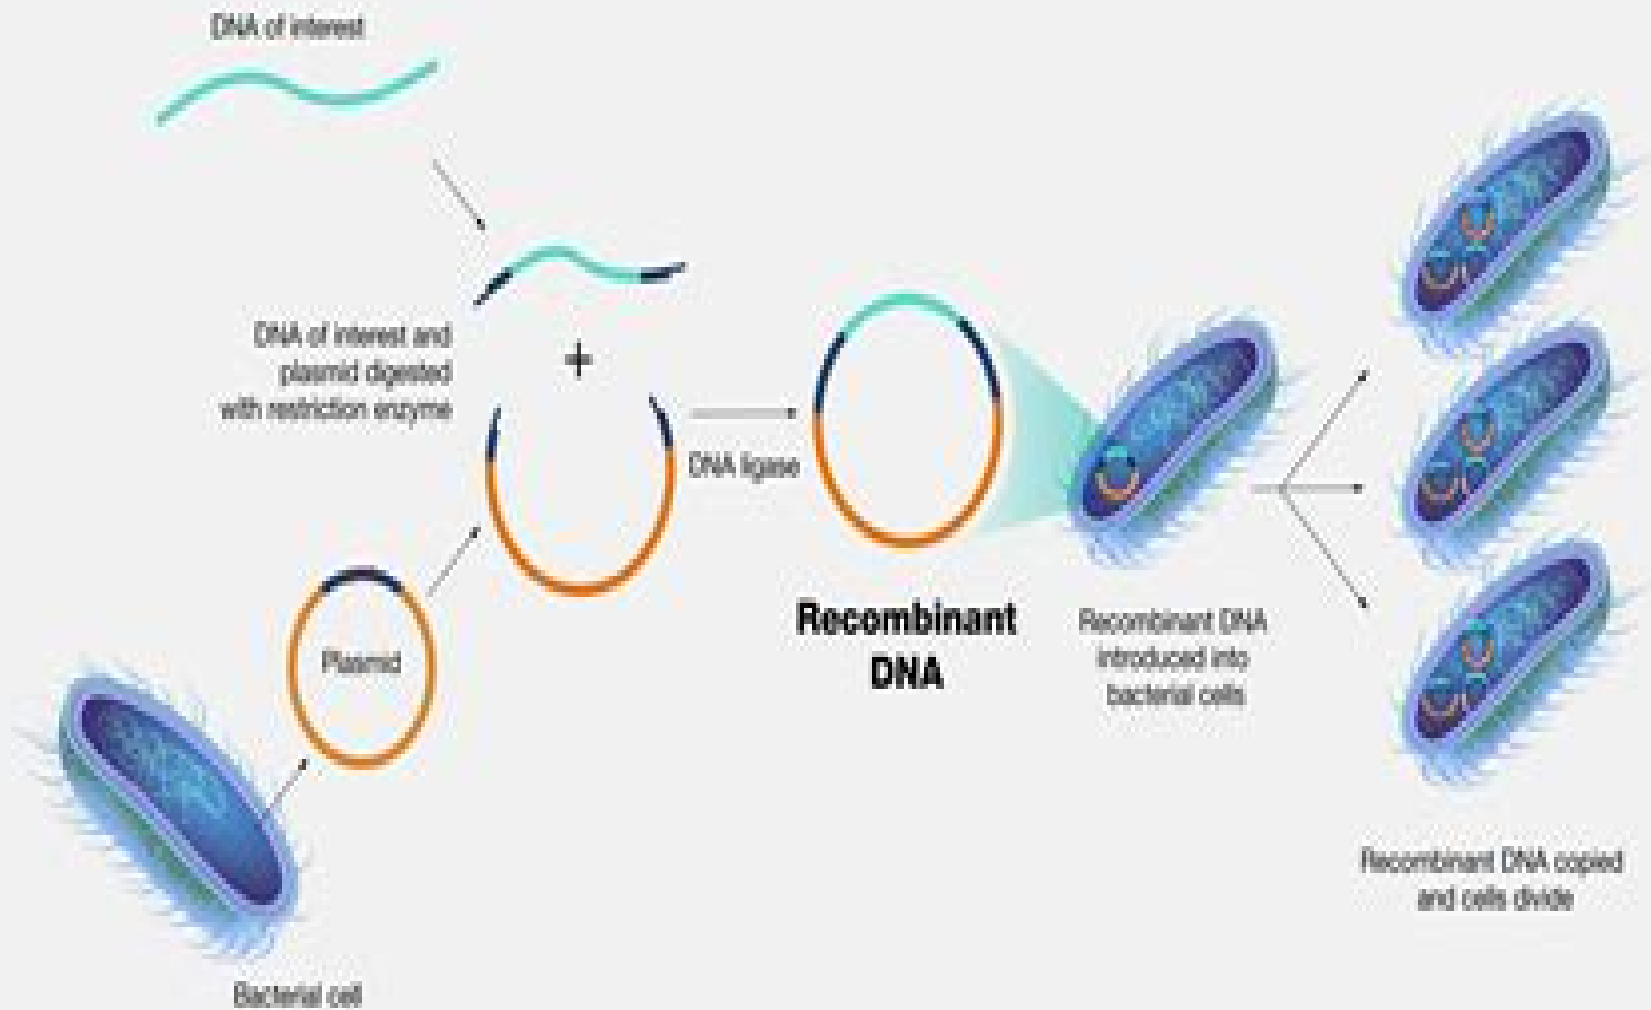 DNA of interest
DNA of interest and
plasmid digested
with restriction enzyme
+
DNA ligase
Plasmid
Bacterial cell
Recombinant
DNA
Recombinant DNA
introduced into
bacterial cells
Recombinant DNA copied
and cells divide